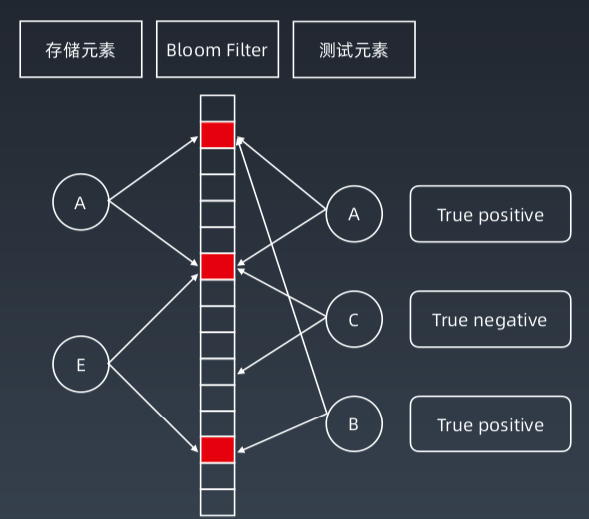 存储元素
Bloom Filter
测试元素
A
A
True positive
C
True negative
E
B
True positive